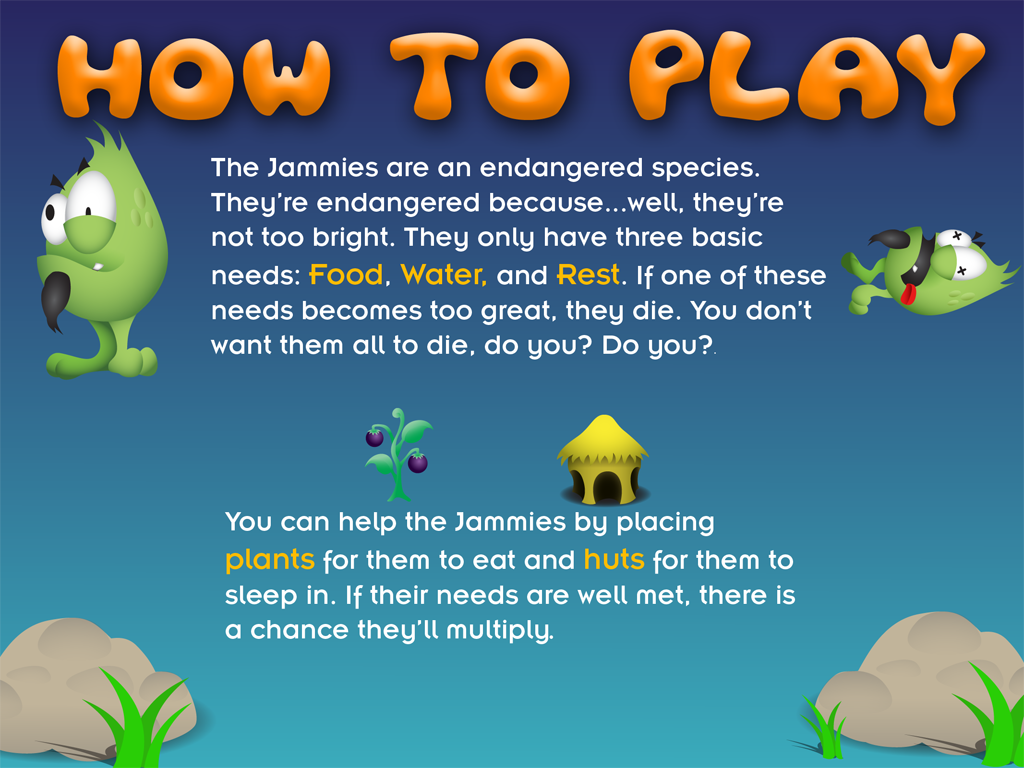 HOW TO PLAY
The Jammies are an endangered species.
They're endangered because...well, they're
not too bright. They only have three basic
needs: Food, Water, and Rest. If one of these
needs becomes too great, they die. You don't
want them all to die, do you? Do you?.
You can help the Jammies by placing
plants for them to eat and huts for them to
sleep in. If their needs are well met, there is
a chance they'll multiply.